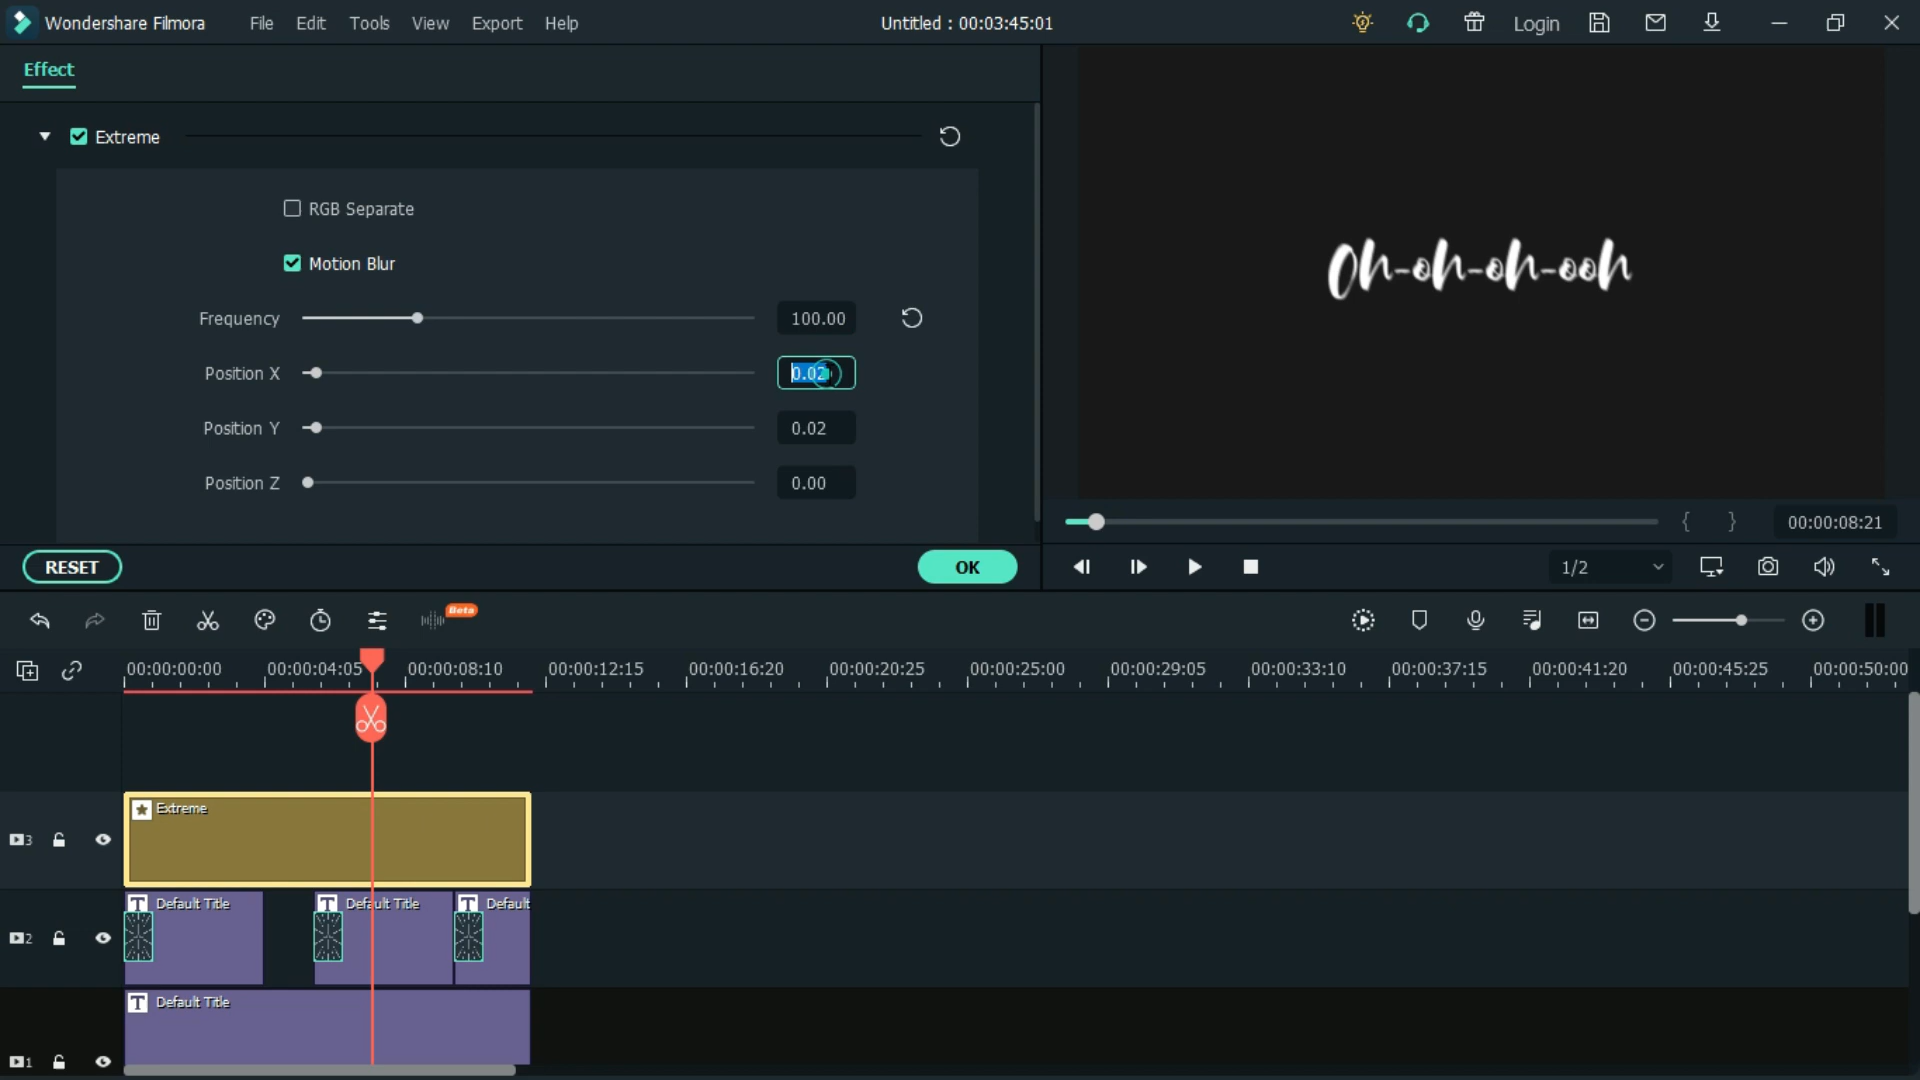 Wondershare Filmora File Edit Tools View Export Help Untitled : 00:03:45:01 Login
Effect
Extreme
RGB Separate
Motion Blur
Frequency 100.00
Position X 0.02
Position Y 0.02
Position Z 0.00
Oh-oh-oh-ooh
{ } 00:00:08:21
RESET OK
1/2
Beta
00:00:00:00 00:00:04:05 00:00:08:10 00:00:12:15 00:00:16:20 00:00:20:25 00:00:25:00 00:00:29:05 00:00:33:10 00:00:37:15 00:00:41:20 00:00:45:25 00:00:50:00
Extreme
3
T Default Title T Default Title T Default
2
T Default Title
1